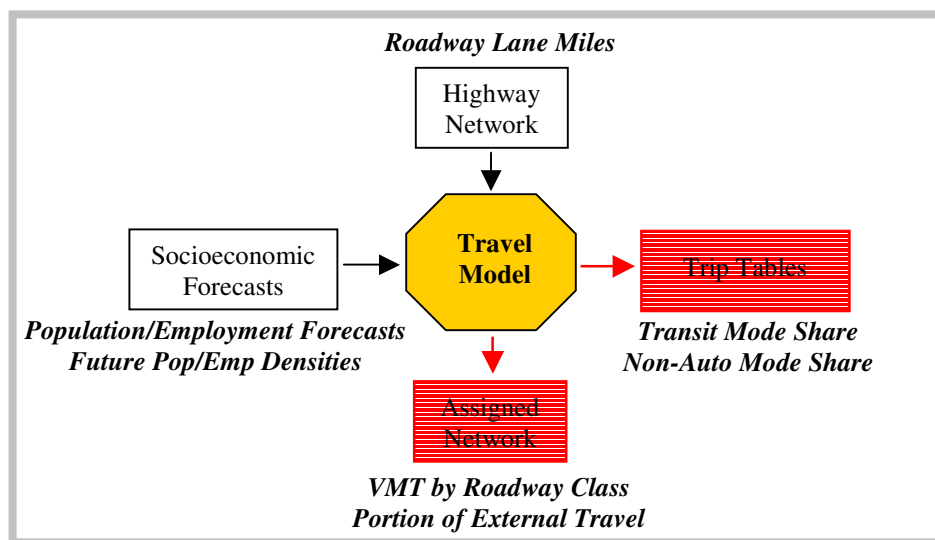 Roadway Lane Miles
Highway
Network
Socioeconomic
Forecasts
Population/Employment Forecasts
Future Pop/Emp Densities
Travel
Model
Trip Tables
Transit Mode Share
Non-Auto Mode Share
Assigned
Network
VMT by Roadway Class
Portion of External Travel